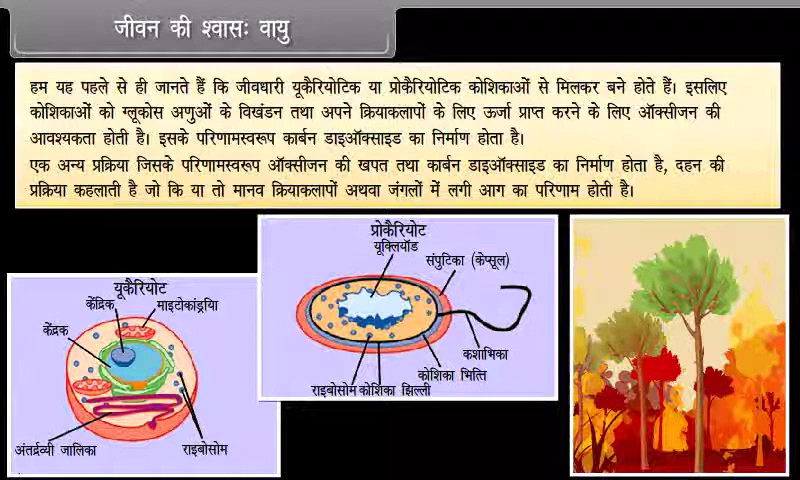 जीवन की श्वासः वायु
हम यह पहले से ही जानते हैं कि जीवधारी यूकैरियोटिक या प्रोकैरियोटिक कोशिकाओं से मिलकर बने होते हैं। इसलिए
कोशिकाओं को ग्लूकोस अणुओं के विखंडन तथा अपने क्रियाकलापों के लिए ऊर्जा प्राप्त करने के लिए ऑक्सीजन की
आवश्यकता होती है। इसके परिणामस्वरूप कार्बन डाइऑक्साइड का निर्माण होता है।
एक अन्य प्रक्रिया जिसके परिणामस्वरूप ऑक्सीजन की खपत तथा कार्बन डाइऑक्साइड का निर्माण होता है, दहन की
प्रक्रिया कहलाती है जो कि या तो मानव क्रियाकलापों अथवा जंगलों में लगी आग का परिणाम होती है।
यूकैरियोट
केंद्रिक
माइटोकांड्रया
केंद्रक
अंतर्द्रव्यी जालिका
राइबोसोम
प्रोकैरियोट
यूक्लियॉड
संपुटिका (केप्सूल)
कशाभिका
कोशिका भित्ति
राइबोसोम कोशिका झिल्ली